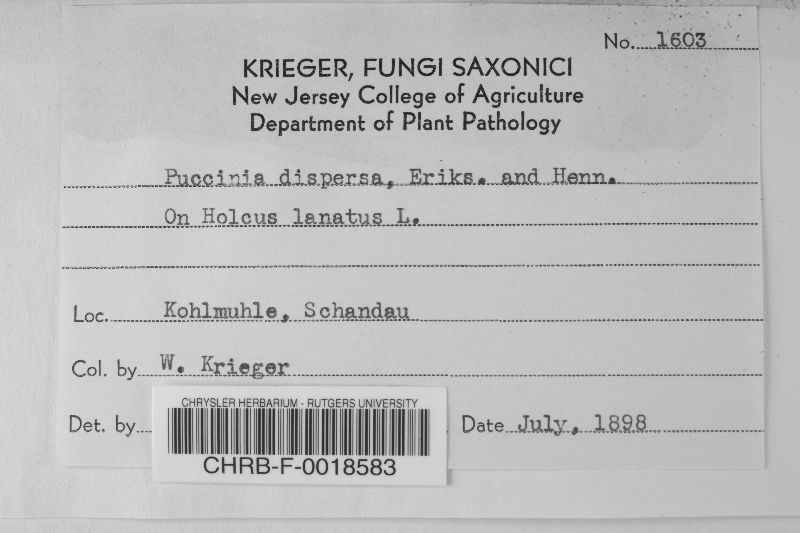 No. 1603
KRIEGER, FUNGI SAXONICI
New Jersey College of Agriculture
Department of Plant Pathology
Puccinia dispersa, Eriks. and Henn.
On Holcus lanatus L.
Loc. Kohlmuhle, Schandau
Col. by W. Krieger
Det. by Date July, 1898
CHRYSLER HERBARIUM - RUTGERS UNIVERSITY
CHRB-F-0018583